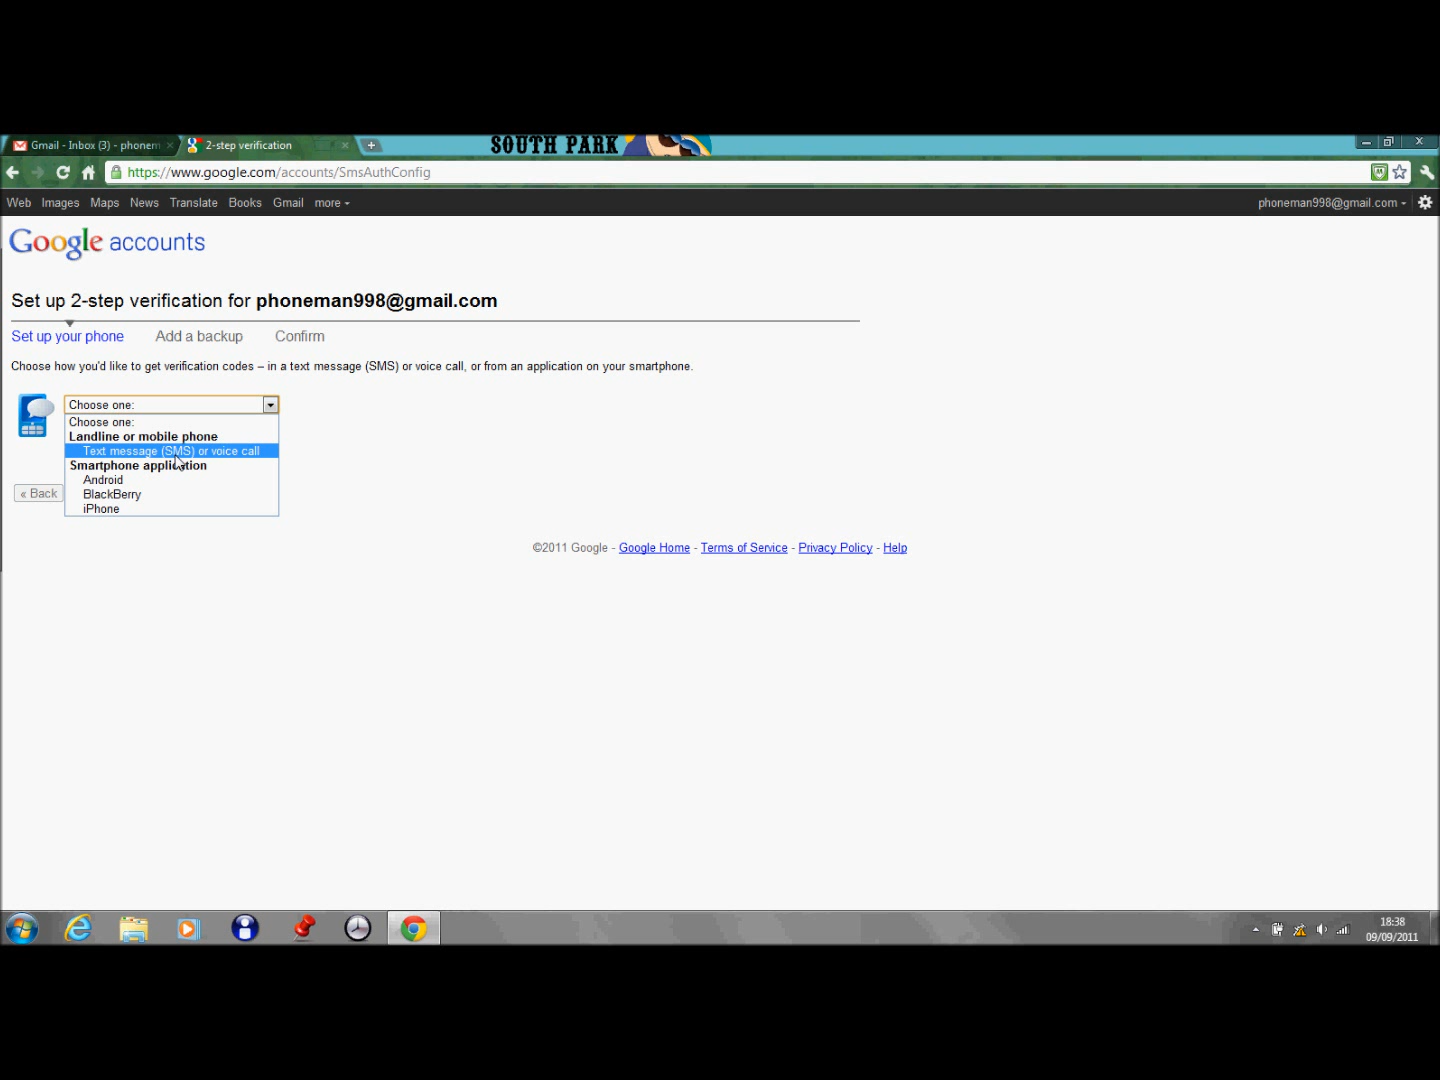 Gmail - Inbox (3) - phonem
2-step verification
SOUTH PARK
https://www.google.com/accounts/SmsAuthConfig
Web Images Maps News Translate Books Gmail more
phoneman998@gmail.com
Google accounts
Set up 2-step verification for phoneman998@gmail.com
Set up your phone Add a backup Confirm
Choose how you'd like to get verification codes – in a text message (SMS) or voice call, or from an application on your smartphone.
Choose one:
Choose one:
Landline or mobile phone
Text message (SMS) or voice call
Smartphone application
Android
BlackBerry
iPhone
« Back
©2011 Google - Google Home - Terms of Service - Privacy Policy - Help
18:38
09/09/2011